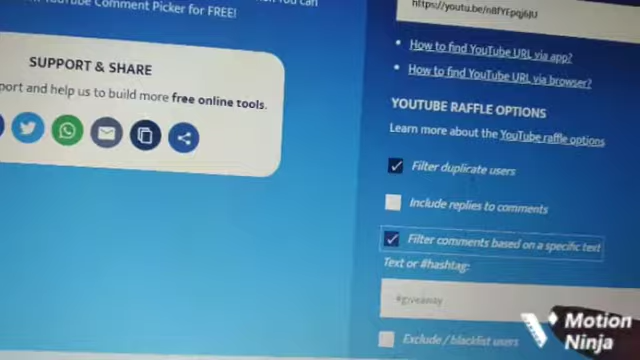 YouTube Comment Picker for FREE!
SUPPORT & SHARE
port and help us to build more free online tools.
https://youtu.be/n8fYEpqj6JU
How to find YouTube URL via app?
How to find YouTube URL via browser?
YOUTUBE RAFFLE OPTIONS
Learn more about the YouTube raffle options
Filter duplicate users
Include replies to comments
Filter comments based on a specific text
Text or #hashtag:
#giveaway
Exclude / blacklist users
Motion
Ninja